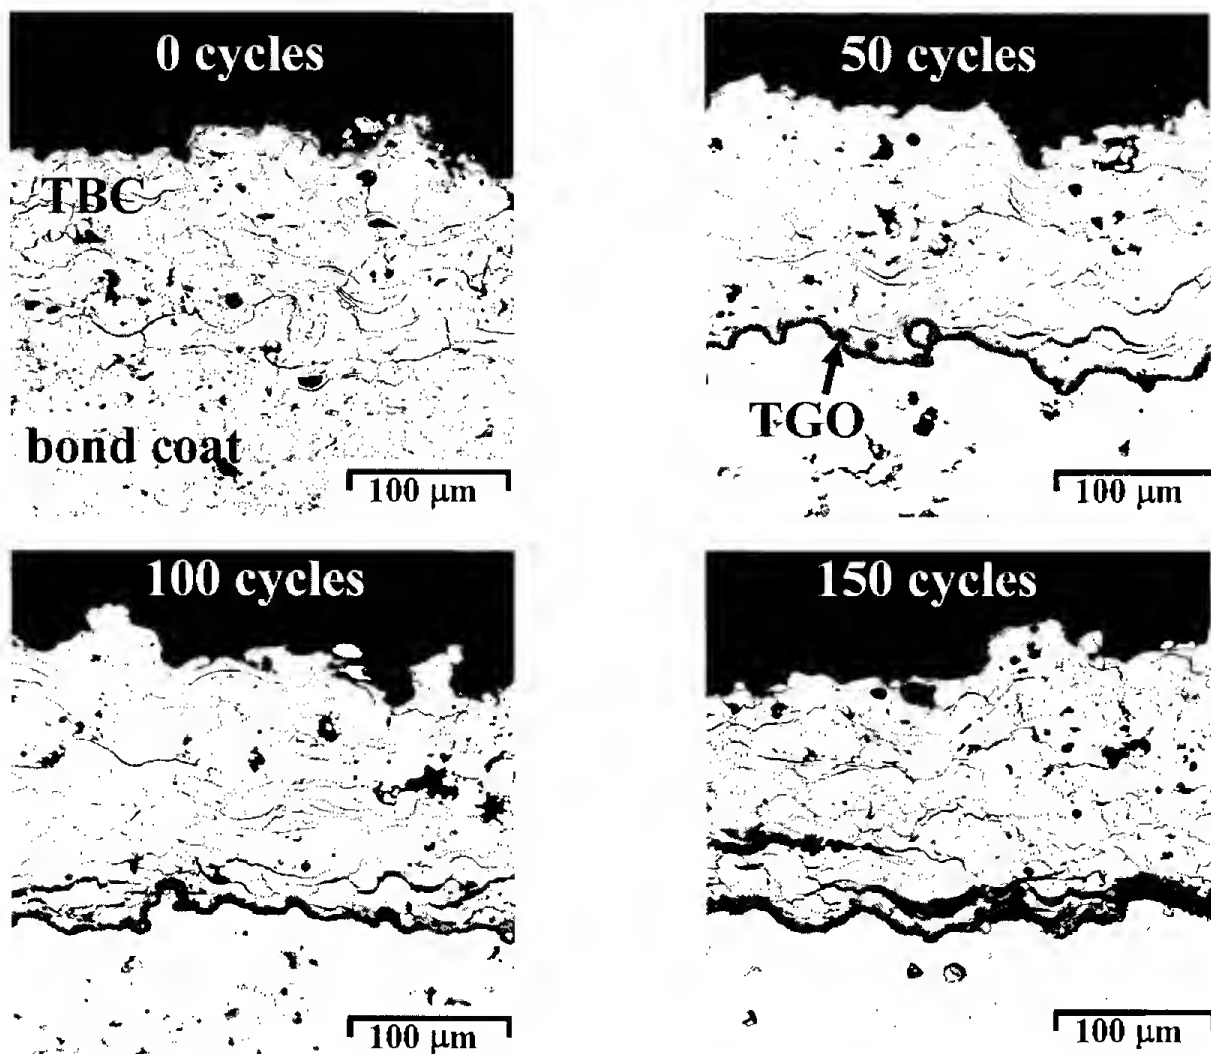 0 cycles
TBC
bond coat
100 μm
50 cycles
TGO
100 μm
100 cycles
100 μm
150 cycles
100 μm